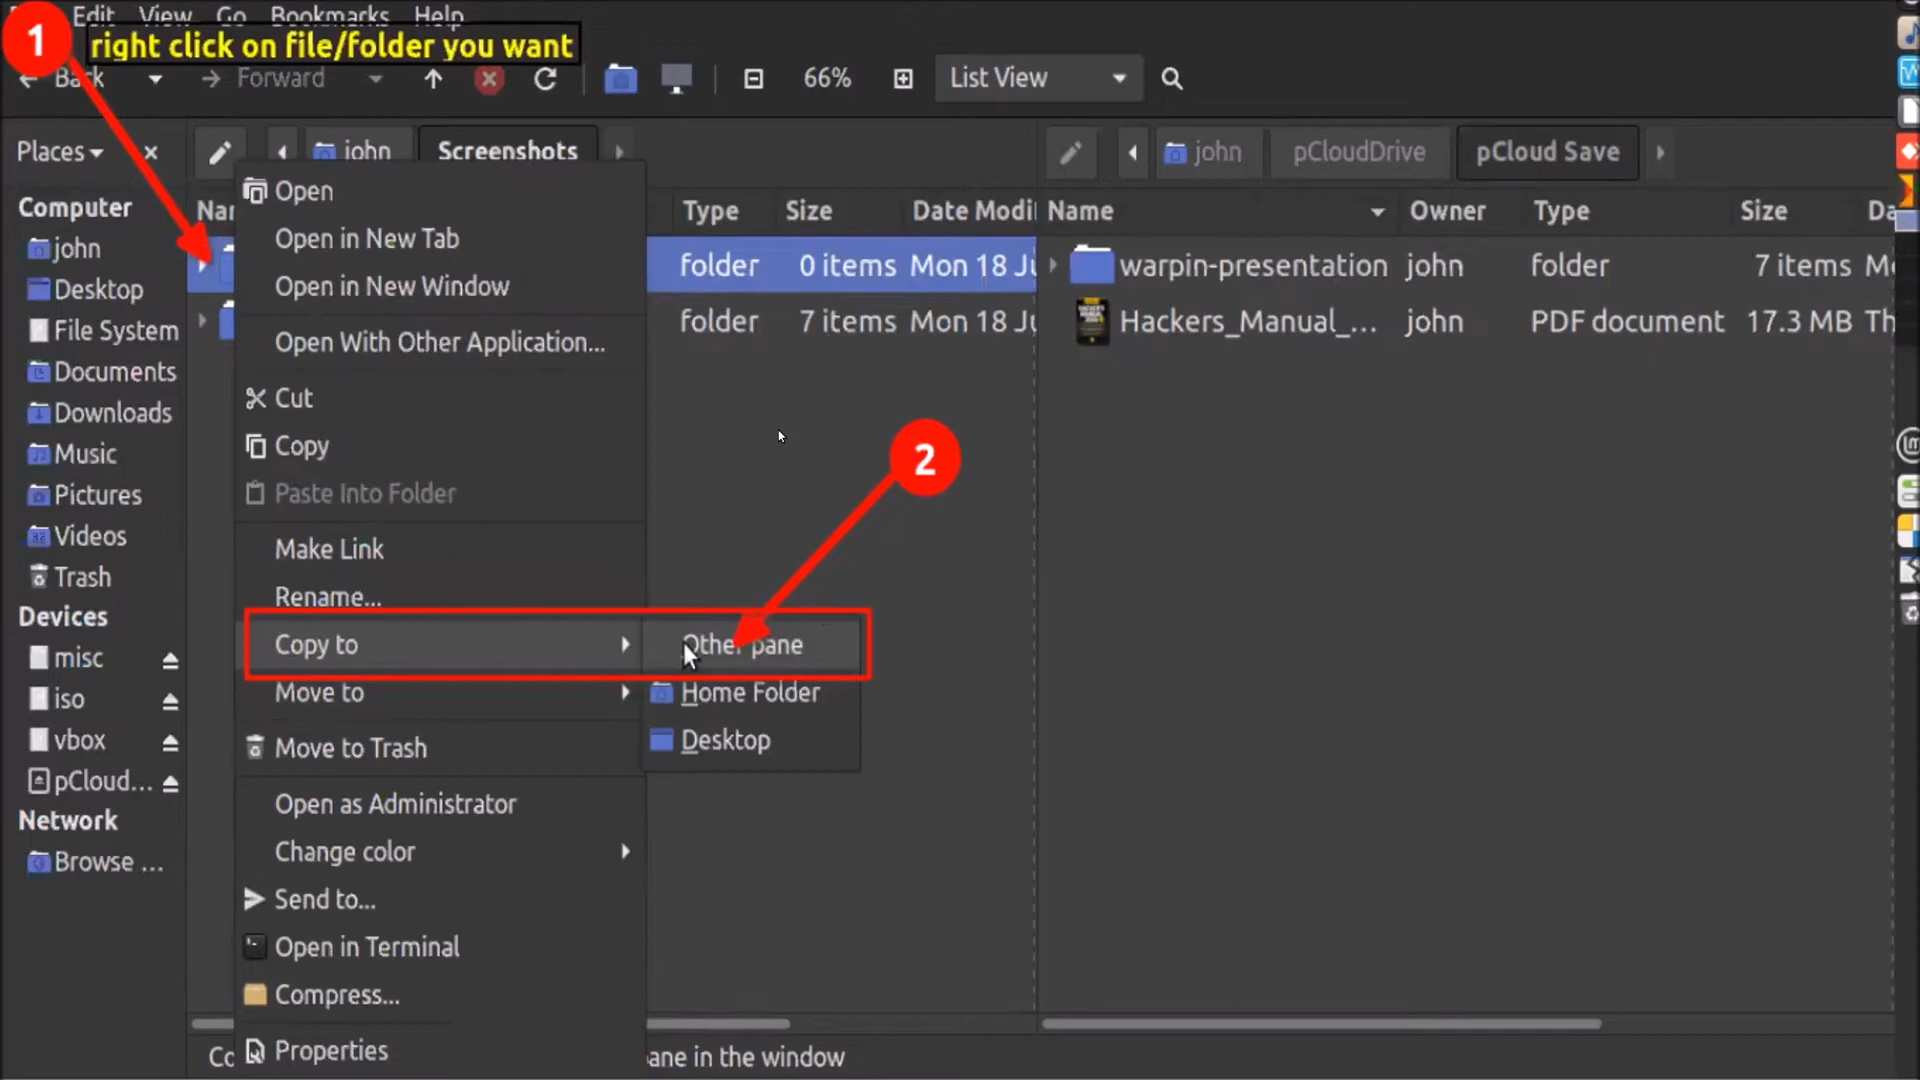 Edit View Go Bookmarks Help
1
right click on file/folder you want
Back Forward 66% List View
Places john Screenshots john pCloudDrive pCloud Save
Type Size Name Owner Type Size
Computer
john
Desktop
File System
Documents
Downloads
Music
Pictures
Videos
Trash
Devices
misc
iso
vbox
pCloud...
Network
Browse ...
Open
Open in New Tab
Open in New Window
Open With Other Application...
Cut
Copy
Paste Into Folder
Make Link
Rename...
Copy to
Move to
Move to Trash
Open as Administrator
Change color
Send to...
Open in Terminal
Compress...
Properties
2
Other pane
Home Folder
Desktop
folder 0 items Mon 18
folder 7 items Mon 18
warpin-presentation john folder 7 items
Hackers_Manual_... john PDF document 17.3 MB
in the window